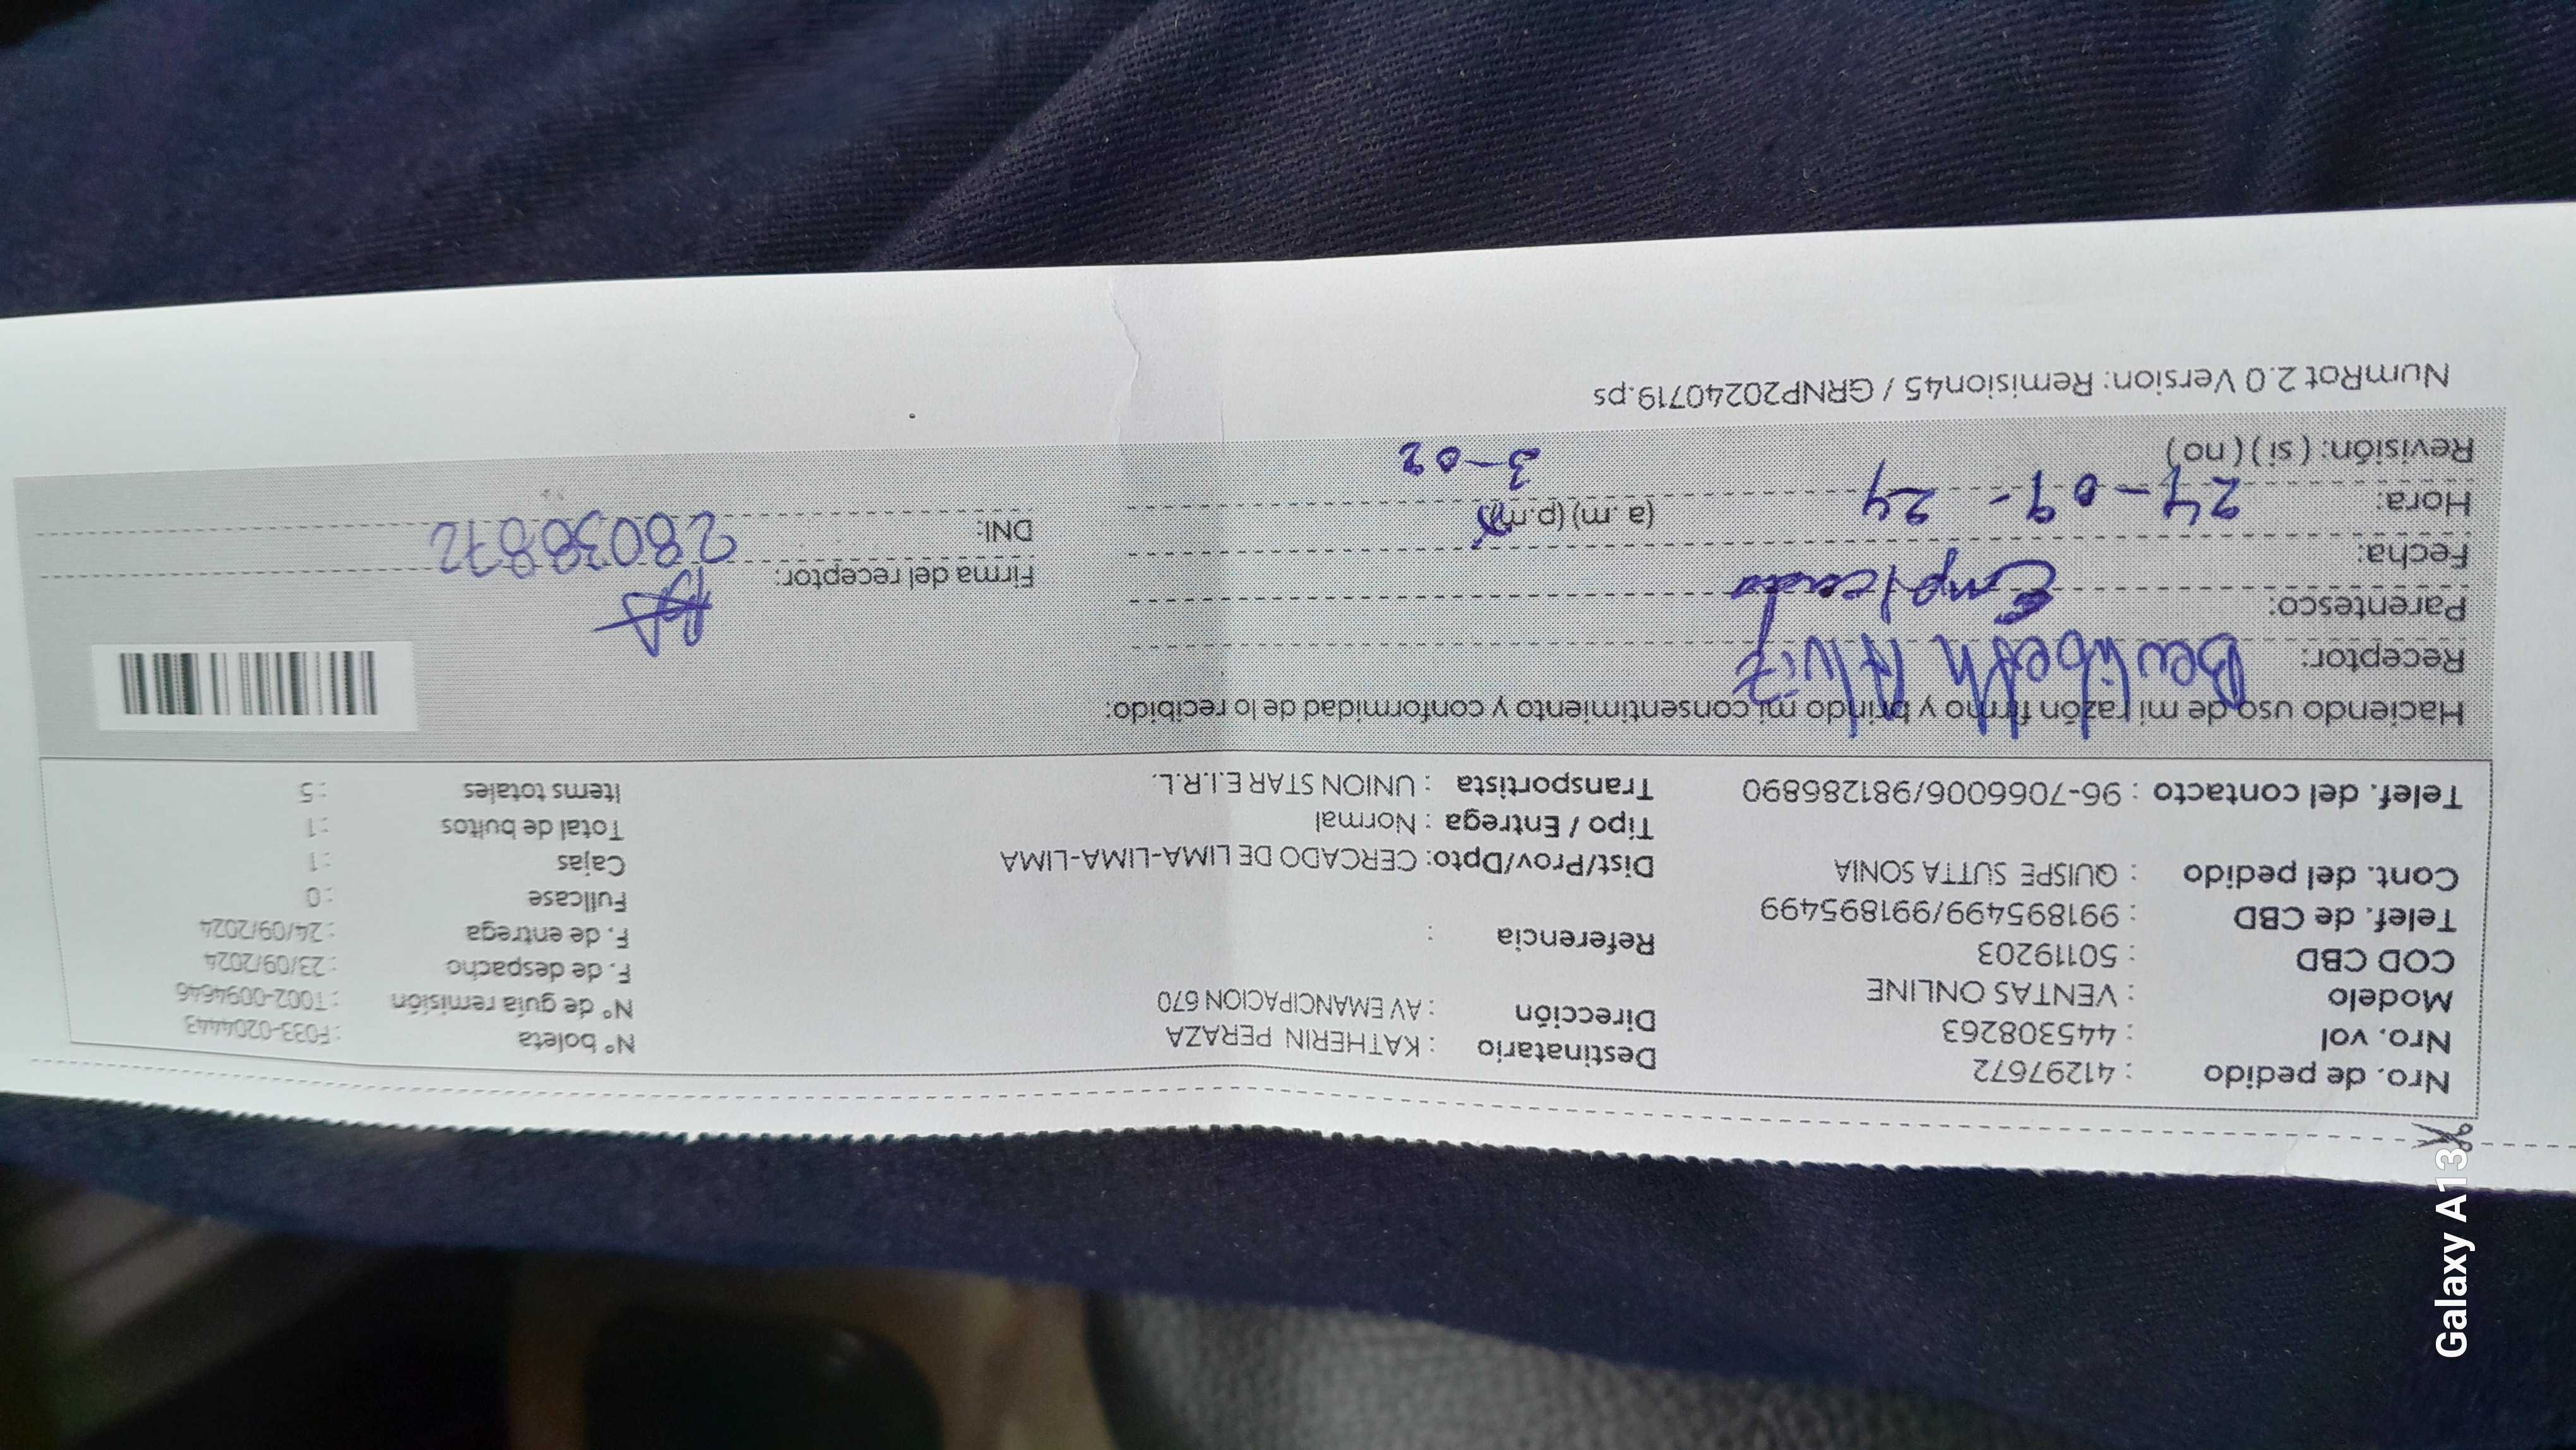 Nro. de pedido : 41297672
Nro. vol : 445308263
Modelo : VENTAS ONLINE
COD CBD : 50119203
Telef. de CBD : 991895499/991895499
Cont. del pedido : QUISPE SUTTA SONIA
Telef. del contacto : 96-7066006/981286890
Destinatario : KATHERIN PERAZA
Dirección : AV EMANCIPACION 670
Referencia :
Dist/Prov/Dpto: CERCADO DE LIMA-LIMA-LIMA
Tipo / Entrega : Normal
Transportista : UNION STAR E.I.R.L.
N° boleta : F033-0204443
N° de guía remisión : T002-0094646
F. de despacho : 23/09/2024
F. de entrega : 24/09/2024
Fullcase : 0
Cajas : 1
Total de bultos : 1
Items totales : 5
Haciendo uso de mi razón firmo y brindo mi consentimiento y conformidad de lo recibido:
Receptor: Alviz
Parentesco: Empleada
Fecha: 24-09-24
Hora: (a.m) (p.m) 3-02
Revisión: (si) (no)
Firma del receptor:
DNI: 28038872
NumRot 2.0 Version: Remision45 / GRNP20240719.ps
Galaxy A13